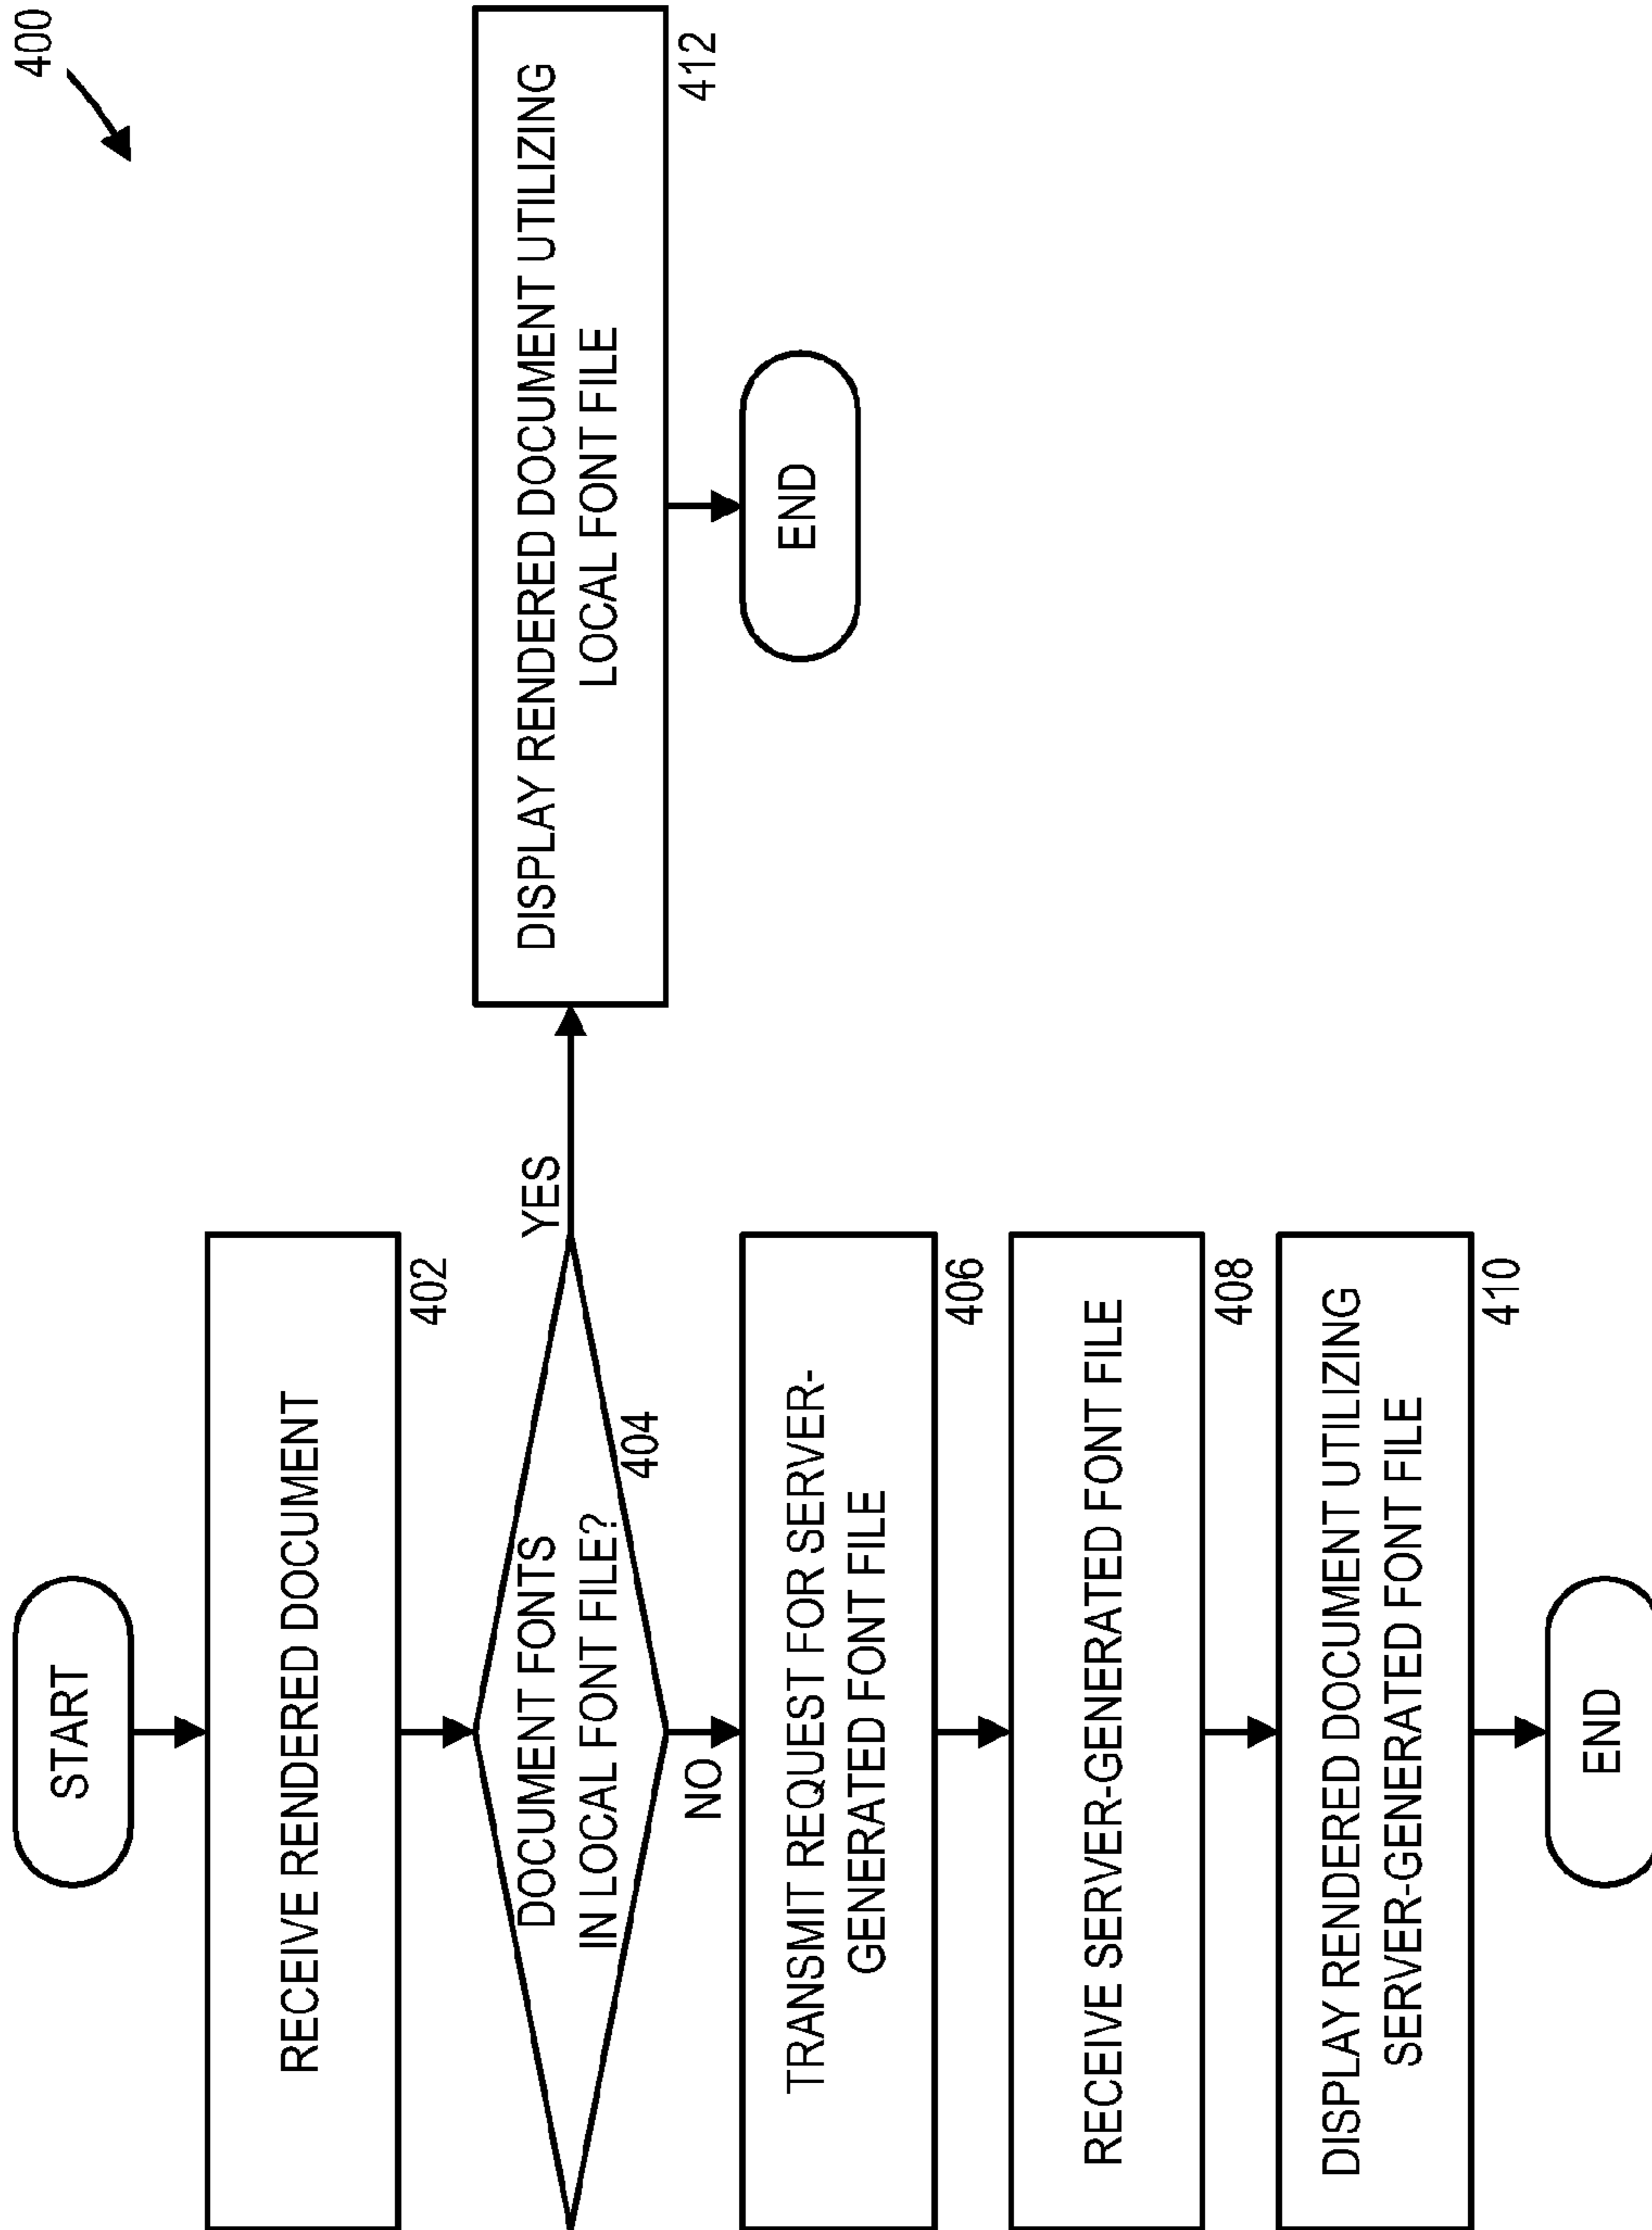 400
START
RECEIVE RENDERED DOCUMENT
402
DOCUMENT FONTS
IN LOCAL FONT FILE?
404
YES
DISPLAY RENDERED DOCUMENT UTILIZING
LOCAL FONT FILE
412
END
NO
TRANSMIT REQUEST FOR SERVER-
GENERATED FONT FILE
406
RECEIVE SERVER-GENERATED FONT FILE
408
DISPLAY RENDERED DOCUMENT UTILIZING
SERVER-GENERATED FONT FILE
410
END